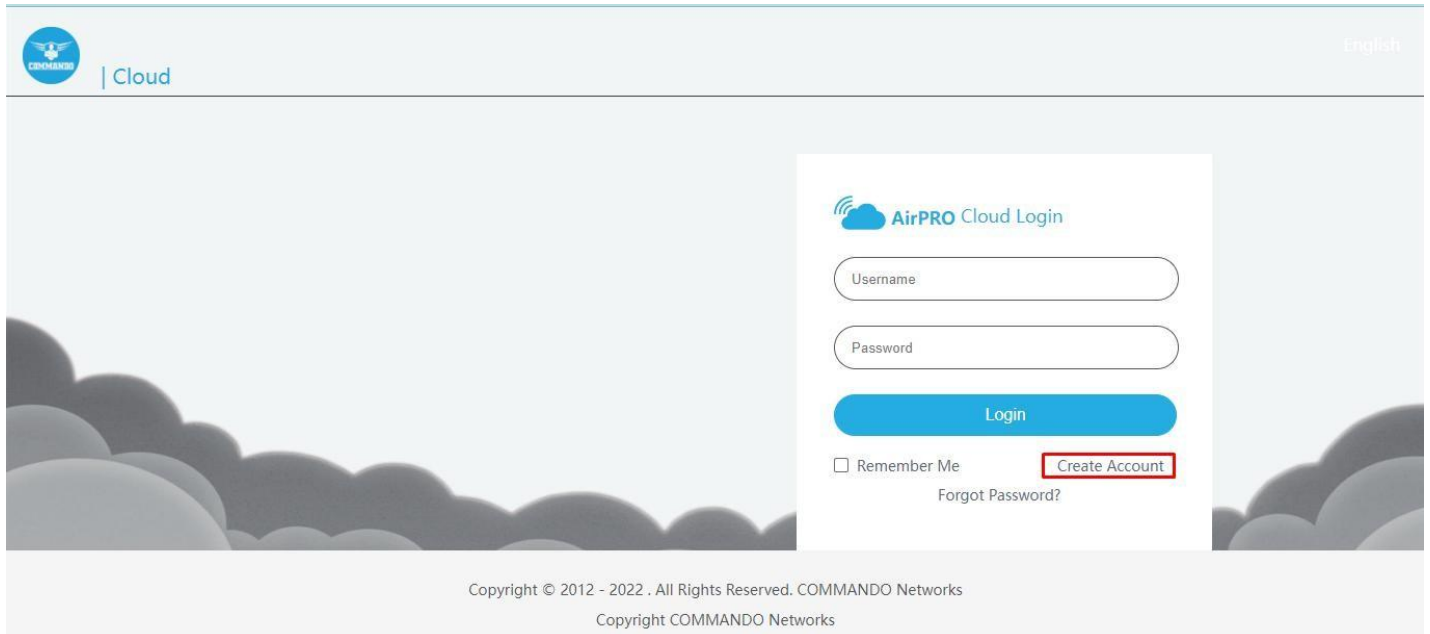 English
COMMANDO
| Cloud
AirPRO Cloud Login
Username
Password
Login
Remember Me
Create Account
Forgot Password?
Copyright © 2012 - 2022 . All Rights Reserved. COMMANDO Networks
Copyright COMMANDO Networks